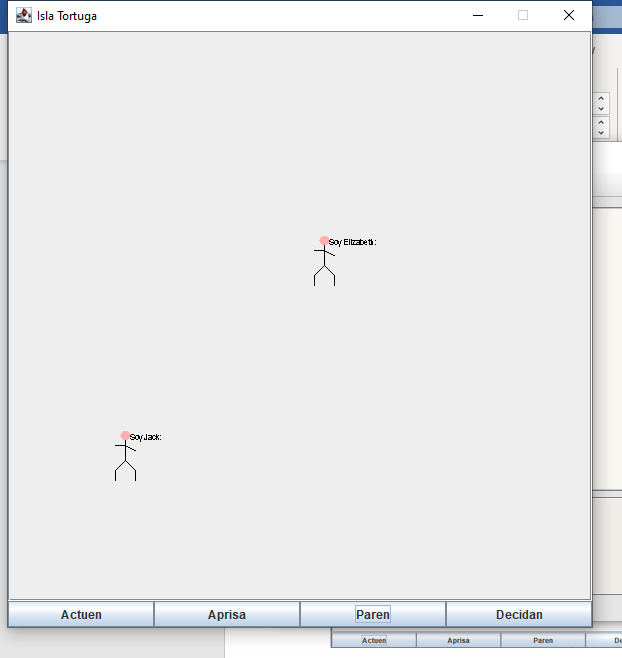 Isla Tortuga
Soy Elizabeth:
Soy Jack:
Actuen Aprisa Paren Decidan
Actuen Aprisa Paren